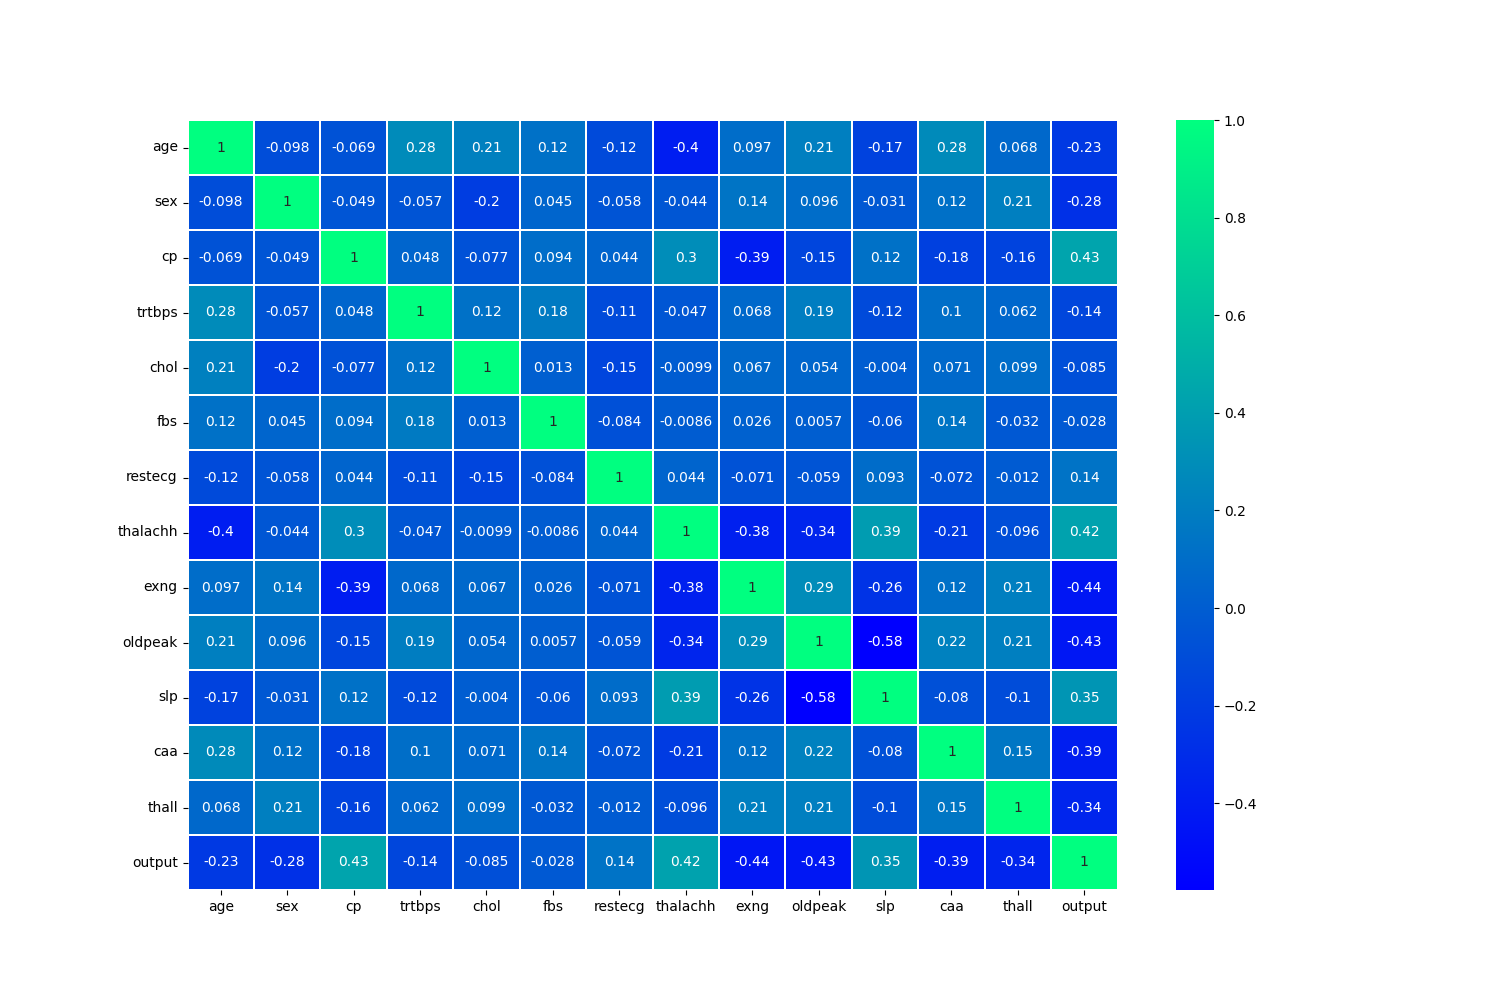 1.0
age 1 -0.098 -0.069 0.28 0.21 0.12 -0.12 -0.4 0.097 0.21 -0.17 0.28 0.068 -0.23
sex -0.098 1 -0.049 -0.057 -0.2 0.045 -0.058 -0.044 0.14 0.096 -0.031 0.12 0.21 -0.28
0.8
cp -0.069 -0.049 1 0.048 -0.077 0.094 0.044 0.3 -0.39 -0.15 0.12 -0.18 -0.16 0.43
trtbps 0.28 -0.057 0.048 1 0.12 0.18 -0.11 -0.047 0.068 0.19 -0.12 0.1 0.062 -0.14
0.6
chol 0.21 -0.2 -0.077 0.12 1 0.013 -0.15 -0.0099 0.067 0.054 -0.004 0.071 0.099 -0.085
0.4
fbs 0.12 0.045 0.094 0.18 0.013 1 -0.084 -0.0086 0.026 0.0057 -0.06 0.14 -0.032 -0.028
restecg -0.12 -0.058 0.044 -0.11 -0.15 -0.084 1 0.044 -0.071 -0.059 0.093 -0.072 -0.012 0.14
0.2
thalachh -0.4 -0.044 0.3 -0.047 -0.0099 -0.0086 0.044 1 -0.38 -0.34 0.39 -0.21 -0.096 0.42
exng 0.097 0.14 -0.39 0.068 0.067 0.026 -0.071 -0.38 1 0.29 -0.26 0.12 0.21 -0.44
0.0
oldpeak 0.21 0.096 -0.15 0.19 0.054 0.0057 -0.059 -0.34 0.29 1 -0.58 0.22 0.21 -0.43
slp -0.17 -0.031 0.12 -0.12 -0.004 -0.06 0.093 0.39 -0.26 -0.58 1 -0.08 -0.1 0.35
−0.2
caa 0.28 0.12 -0.18 0.1 0.071 0.14 -0.072 -0.21 0.12 0.22 -0.08 1 0.15 -0.39
thall 0.068 0.21 -0.16 0.062 0.099 -0.032 -0.012 -0.096 0.21 0.21 -0.1 0.15 1 -0.34
−0.4
output -0.23 -0.28 0.43 -0.14 -0.085 -0.028 0.14 0.42 -0.44 -0.43 0.35 -0.39 -0.34 1
age sex cp trtbps chol fbs restecg thalachh exng oldpeak slp caa thall output